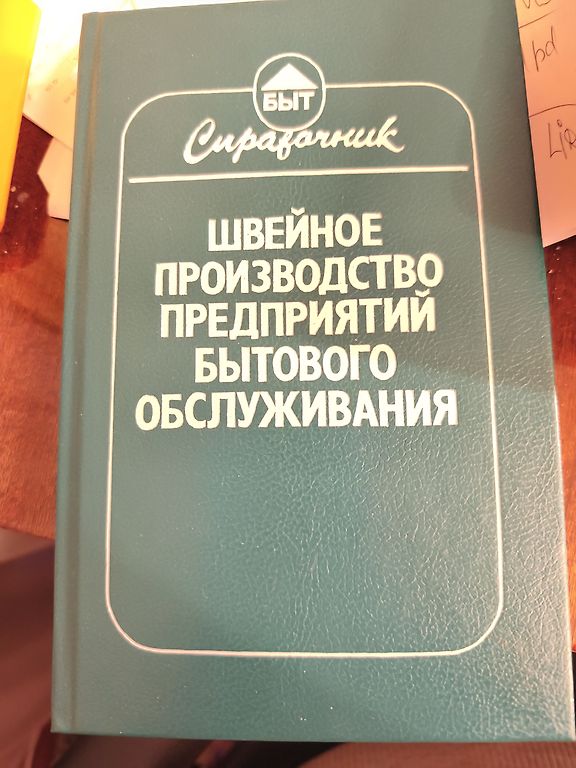 БЫТ
Справочник
ШВЕЙНОЕ
ПРОИЗВОДСТВО
ПРЕДПРИЯТИЙ
БЫТОВОГО
ОБСЛУЖИВАНИЯ